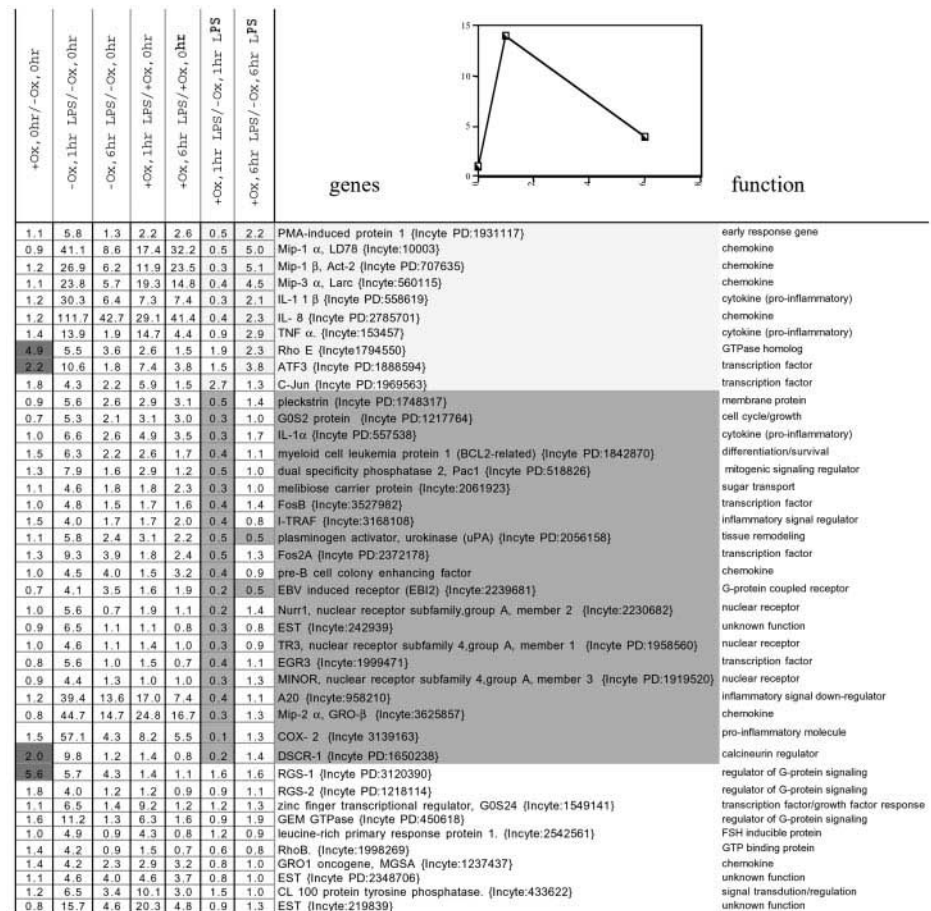 +Ox, 0hr/-Ox, 0hr
-Ox, 1hr LPS/-Ox, 0hr
-Ox, 6hr LPS/-Ox, 0hr
+Ox, 1hr LPS/+Ox, 0hr
+Ox, 6hr LPS/+Ox, 0hr
+Ox, 1hr LPS/-Ox, 1hr LPS
+Ox, 6hr LPS/-Ox, 6hr LPS
15
10
5
0
0 2 4 6 8
genes function
1.1 5.8 1.3 2.2 2.6 0.5 2.2 PMA-induced protein 1 {Incyte PD:1931117} early response gene
0.9 41.1 8.6 17.4 32.2 0.5 5.0 Mip-1 α, LD78 {Incyte:10003} chemokine
1.2 26.9 6.2 11.9 23.5 0.3 5.1 Mip-1 β, Act-2 {Incyte PD:707635} chemokine
1.1 23.8 5.7 19.3 14.8 0.4 4.5 Mip-3 α, Larc {Incyte:560115} chemokine
1.2 30.3 6.4 7.3 7.4 0.3 2.1 IL-1 1 β {Incyte PD:558619} cytokine (pro-inflammatory)
1.2 111.7 42.7 29.1 41.4 0.4 2.3 IL- 8 {Incyte PD:2785701} chemokine
1.4 13.9 1.9 14.7 4.4 0.9 2.9 TNF α. {Incyte:153457} cytokine (pro-inflammatory)
4.9 5.5 3.6 2.6 1.5 1.9 2.3 Rho E {Incyte1794550} GTPase homolog
2.2 10.6 1.8 7.4 3.8 1.5 3.8 ATF3 {Incyte PD:1888594} transcription factor
1.8 4.3 2.2 5.9 1.5 2.7 1.3 C-Jun {Incyte PD:1969563} transcription factor
0.9 5.6 2.6 2.9 3.1 0.5 1.4 pleckstrin {Incyte PD:1748317} membrane protein
0.7 5.3 2.1 3.1 3.0 0.3 1.0 G0S2 protein {Incyte PD:1217764} cell cycle/growth
1.0 6.6 2.6 4.9 3.5 0.3 1.7 IL-1α {Incyte PD:557538} cytokine (pro-inflammatory)
1.5 6.3 2.2 2.6 1.7 0.4 1.1 myeloid cell leukemia protein 1 (BCL2-related) {Incyte PD:1842870} differentiation/survival
1.3 7.9 1.6 2.9 1.2 0.5 1.0 dual specificity phosphatase 2, Pac1 {Incyte PD:518826} mitogenic signaling regulator
1.1 4.6 1.8 1.8 2.3 0.3 1.0 melibiose carrier protein {Incyte:2061923} sugar transport
1.0 4.8 1.5 1.7 1.6 0.4 1.4 FosB {Incyte:3527982} transcription factor
1.5 4.0 1.7 1.7 2.0 0.4 0.8 I-TRAF {Incyte:3168108} inflammatory signal regulator
1.1 5.8 2.4 3.1 2.2 0.5 0.5 plasminogen activator, urokinase (uPA) {Incyte PD:2056158} tissue remodeling
1.3 9.3 3.9 1.8 2.4 0.5 1.3 Fos2A {Incyte PD:2372178} transcription factor
1.0 4.5 4.0 1.5 3.2 0.4 0.9 pre-B cell colony enhancing factor chemokine
0.7 4.1 3.5 1.6 1.9 0.2 0.5 EBV induced receptor (EBI2) {Incyte:2239681} G-protein coupled receptor
1.0 5.6 0.7 1.9 1.1 0.2 1.4 Nurr1, nuclear receptor subfamily,group A, member 2 {Incyte:2230682} nuclear receptor
0.9 6.5 1.1 1.1 0.8 0.3 0.8 EST {Incyte:242939} unknown function
1.0 4.6 1.1 1.4 1.0 0.3 0.9 TR3, nuclear receptor subfamily 4,group A, member 1 {Incyte PD:1958560} nuclear receptor
0.8 5.6 1.0 1.5 0.7 0.4 1.1 EGR3 {Incyte:1999471} transcription factor
0.9 4.4 1.3 1.0 1.0 0.3 1.3 MINOR, nuclear receptor subfamily 4,group A, member 3 {Incyte PD:1919520} nuclear receptor
1.2 39.4 13.6 17.0 7.4 0.4 1.1 A20 {Incyte:958210} inflammatory signal down-regulator
0.8 44.7 14.7 24.8 16.7 0.3 1.3 Mip-2 α, GRO-β {Incyte:3625857} chemokine
1.5 57.1 4.3 8.2 5.5 0.1 1.3 COX- 2 {Incyte 3139163} pro-inflammatory molecule
2.0 9.8 1.2 1.4 0.8 0.2 1.4 DSCR-1 {Incyte PD:1650238} calcineurin regulator
5.6 5.7 4.3 1.4 1.1 1.6 1.6 RGS-1 {Incyte PD:3120390} regulator of G-protein signaling
1.8 4.0 1.2 1.2 0.9 0.9 1.1 RGS-2 {Incyte PD:1218114} regulator of G-protein signaling
1.1 6.5 1.4 9.2 1.2 1.2 1.3 zinc finger transcriptional regulator, G0S24 {Incyte:1549141} transcription factor/growth factor response
1.6 11.2 1.3 6.3 1.6 0.9 1.9 GEM GTPase {Incyte PD:450618} regulator of G-protein signaling
1.0 4.9 0.9 4.3 0.8 1.2 0.9 leucine-rich primary response protein 1. {Incyte:2542561} FSH inducible protein
1.4 4.2 0.9 1.5 0.7 0.6 0.8 RhoB. {Incyte:1998269} GTP binding protein
1.4 4.2 2.3 2.9 3.2 0.8 1.0 GRO1 oncogene, MGSA {Incyte:1237437} chemokine
1.1 4.6 4.0 4.6 3.7 0.8 1.0 EST {Incyte PD:2348706} unknown function
1.2 6.5 3.4 10.1 3.0 1.5 1.0 CL 100 protein tyrosine phosphatase. {Incyte:433622} signal transdution/regulation
0.8 15.7 4.6 20.3 4.8 0.9 1.3 EST {Incyte:219839} unknown function